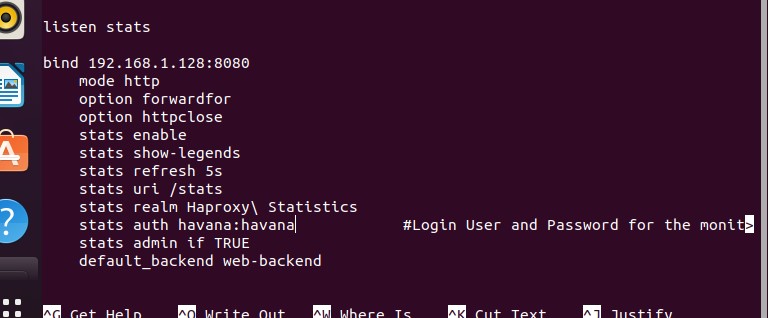 listen stats
bind 192.168.1.128:8080
mode http
option forwardfor
option httpclose
stats enable
stats show-legends
stats refresh 5s
stats uri /stats
stats realm Haproxy\ Statistics
stats auth havana:havana #Login User and Password for the monit>
stats admin if TRUE
default_backend web-backend
^G Get Help ^O Write Out ^W Where Is ^K Cut Text ^J Justify